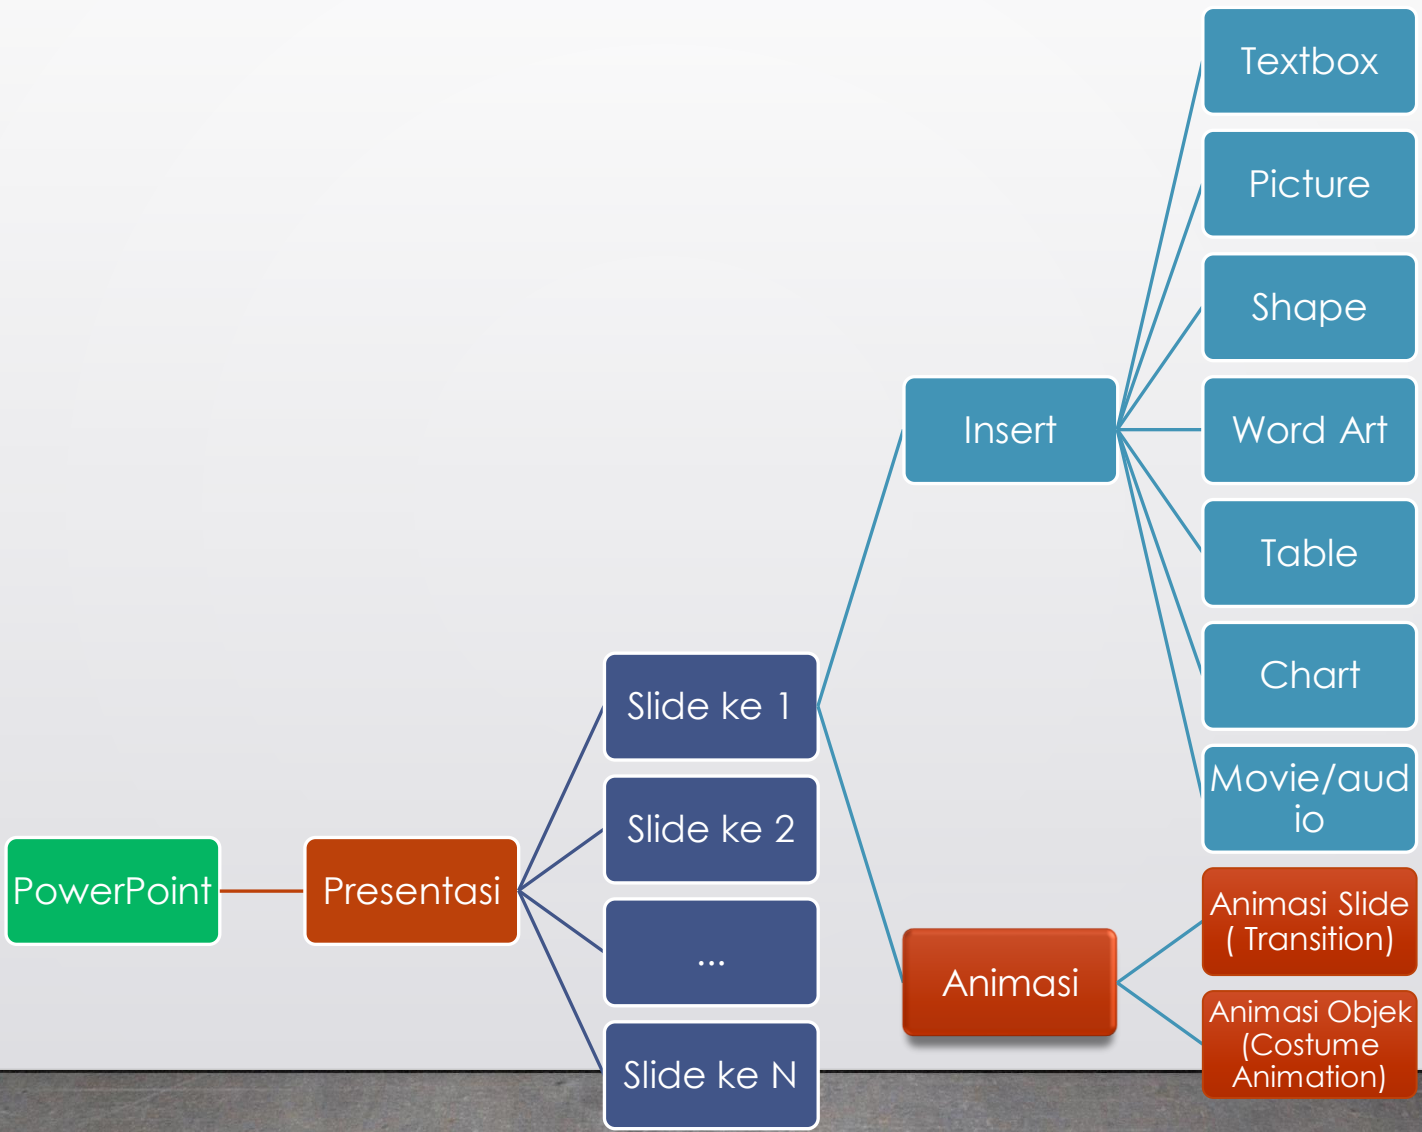 Textbox
Picture
Shape
Insert
Word Art
Table
Chart
Slide ke 1
Movie/aud
io
Slide ke 2
PowerPoint
Presentasi
...
Animasi Slide
( Transition)
Animasi
Slide ke N
Animasi Objek
(Costume
Animation)